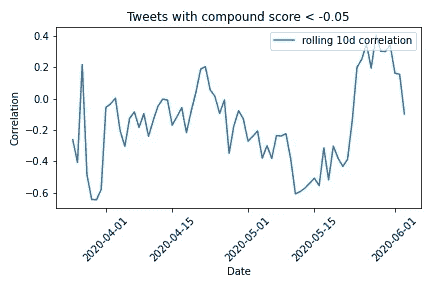 Tweets with compound score < -0.05
rolling 10d correlation
Correlation
0.4
0.2
0.0
−0.2
−0.4
−0.6
2020-04-01
2020-04-15
2020-05-01
2020-05-15
2020-06-01
Date